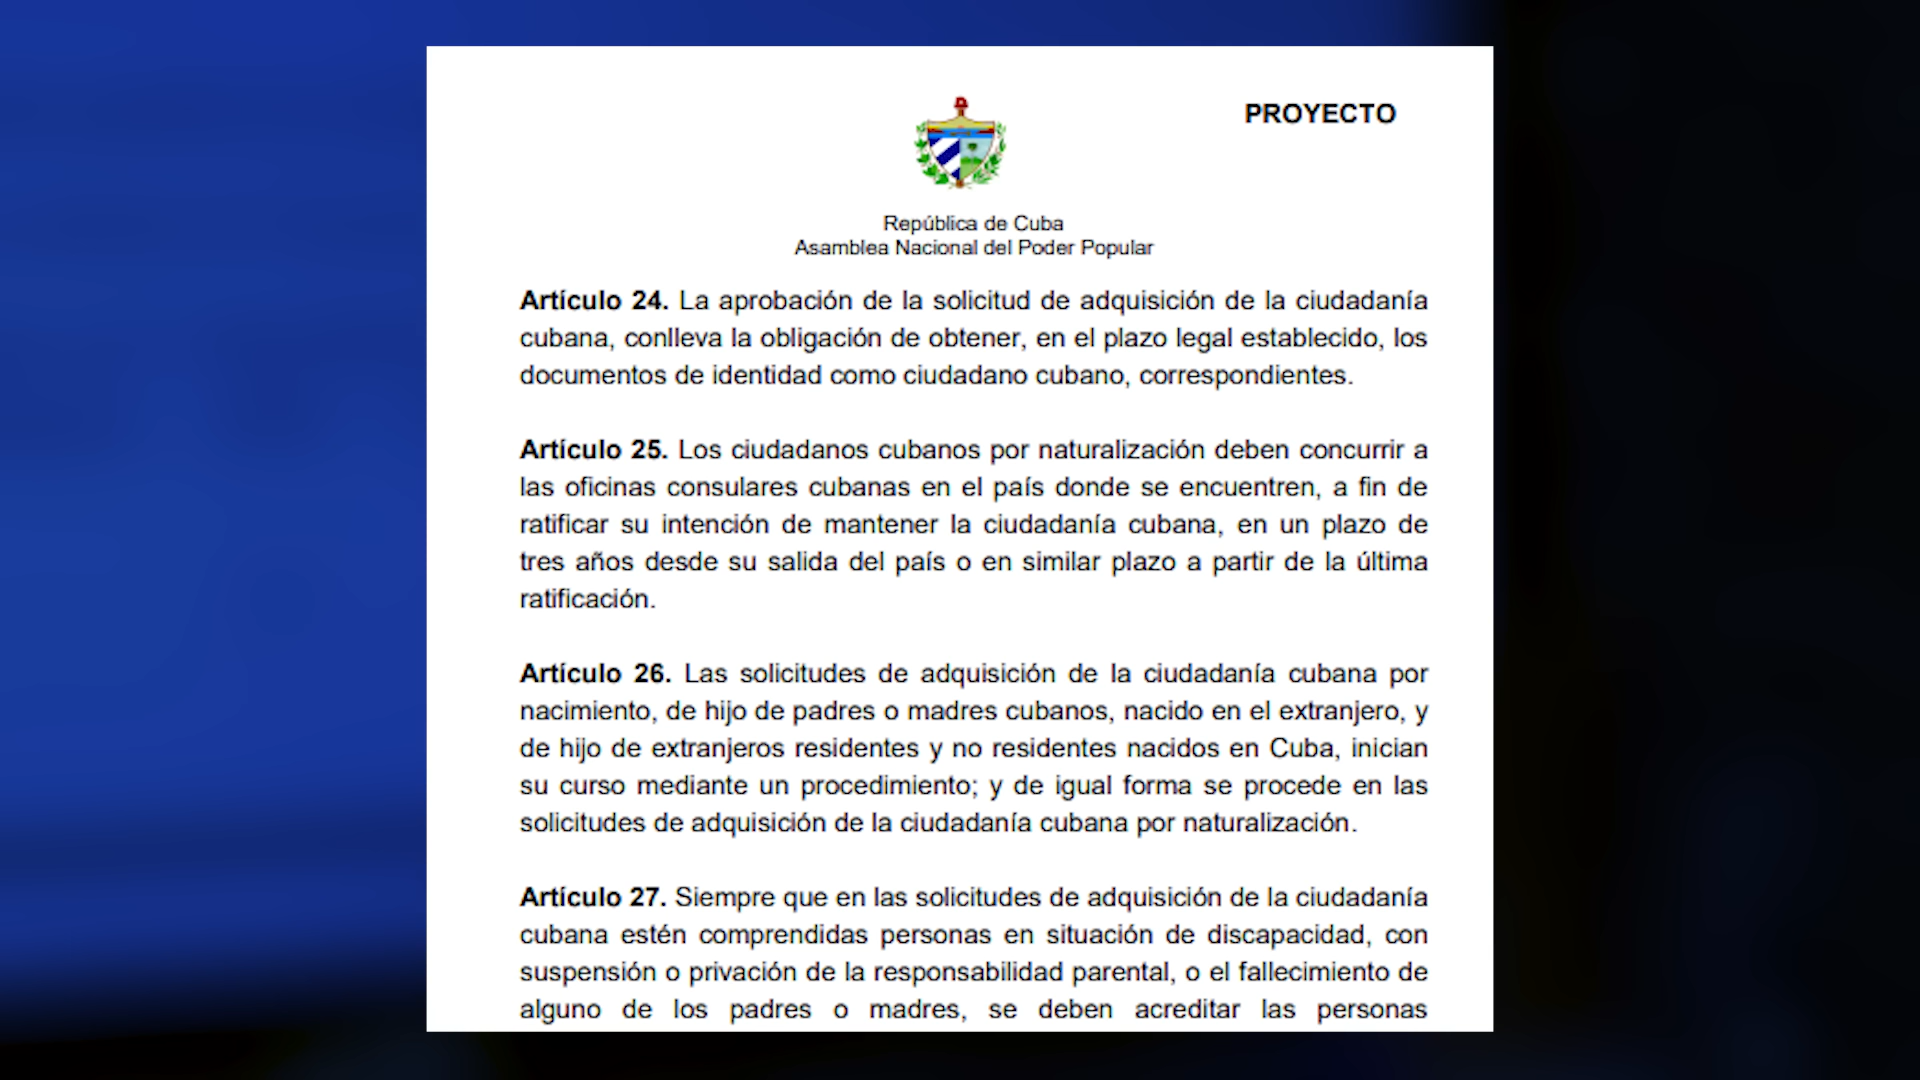 PROYECTO
República de Cuba
Asamblea Nacional del Poder Popular
Artículo 24. La aprobación de la solicitud de adquisición de la ciudadanía
cubana, conlleva la obligación de obtener, en el plazo legal establecido, los
documentos de identidad como ciudadano cubano, correspondientes.
Artículo 25. Los ciudadanos cubanos por naturalización deben concurrir a
las oficinas consulares cubanas en el país donde se encuentren, a fin de
ratificar su intención de mantener la ciudadanía cubana, en un plazo de
tres años desde su salida del país o en similar plazo a partir de la última
ratificación.
Artículo 26. Las solicitudes de adquisición de la ciudadanía cubana por
nacimiento, de hijo de padres o madres cubanos, nacido en el extranjero, y
de hijo de extranjeros residentes y no residentes nacidos en Cuba, inician
su curso mediante un procedimiento; y de igual forma se procede en las
solicitudes de adquisición de la ciudadanía cubana por naturalización.
Artículo 27. Siempre que en las solicitudes de adquisición de la ciudadanía
cubana estén comprendidas personas en situación de discapacidad, con
suspensión o privación de la responsabilidad parental, o el fallecimiento de
alguno de los padres o madres, se deben acreditar las personas